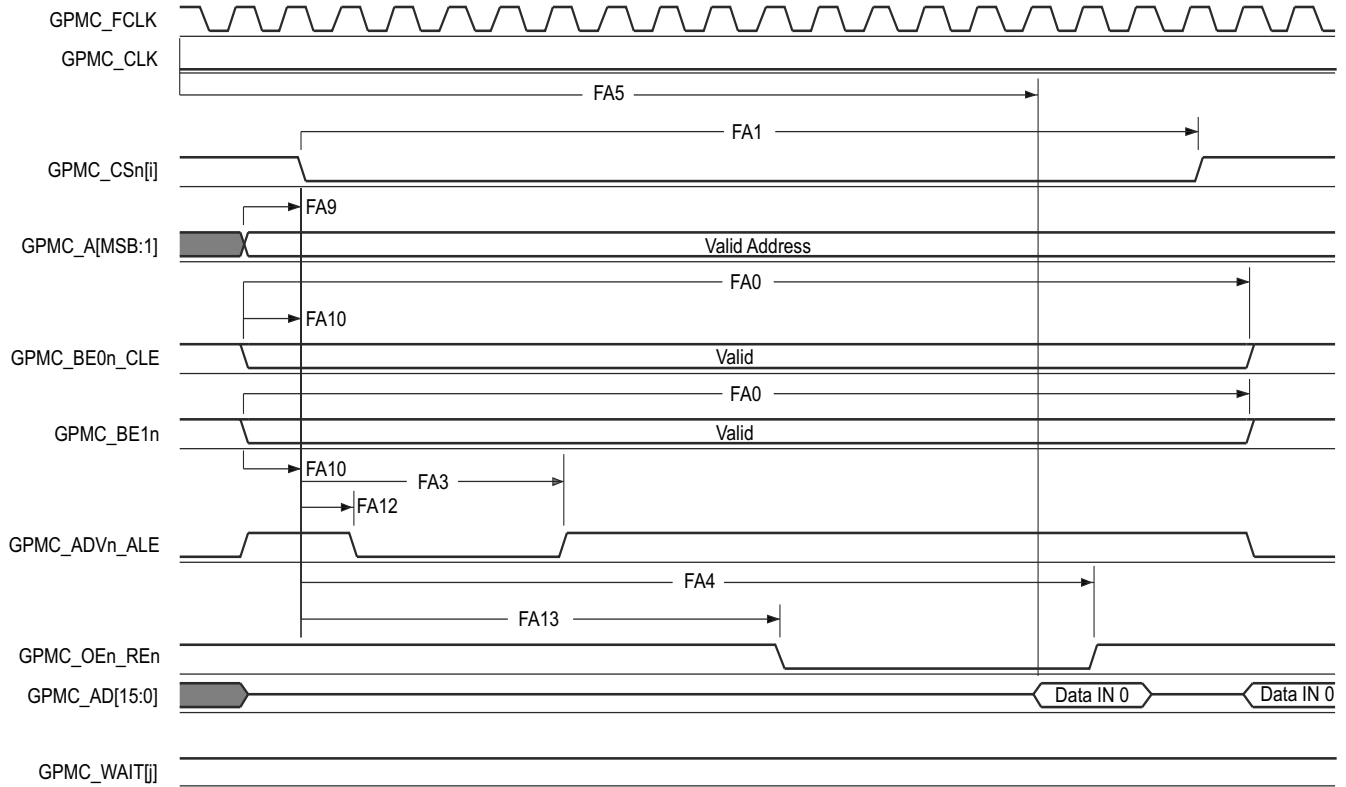 GPMC_FCLK
GPMC_CLK
FA5
FA1
GPMC_CSn[i]
FA9
GPMC_A[MSB:1]
Valid Address
FA0
FA10
GPMC_BE0n_CLE
Valid
FA0
GPMC_BE1n
Valid
FA10
FA3
FA12
GPMC_ADVn_ALE
FA4
FA13
GPMC_OEn_REn
GPMC_AD[15:0]
Data IN 0
Data IN 0
GPMC_WAIT[j]